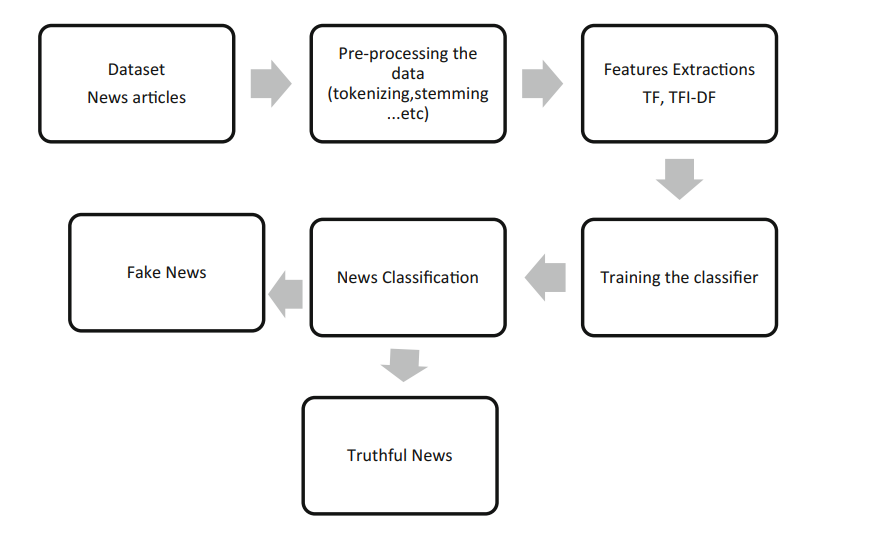 Dataset
News articles
Pre-processing the
data
(tokenizing,stemming
...etc)
Features Extractions
TF, TFI-DF
Fake News
News Classification
Training the classifier
Truthful News